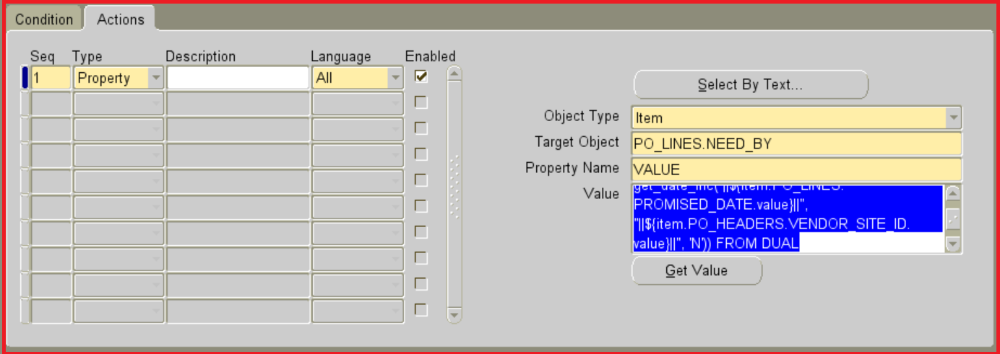 Condition
Actions
Seq Type Description Language Enabled
1 Property All
Select By Text...
Object Type Item
Target Object PO_LINES.NEED_BY
Property Name VALUE
Value get_date_inc('||${item.PO_LINES.
PROMISED_DATE.value}||'',
''||${item.PO_HEADERS.VENDOR_SITE_ID.
value}||'', 'N')) FROM DUAL
Get Value